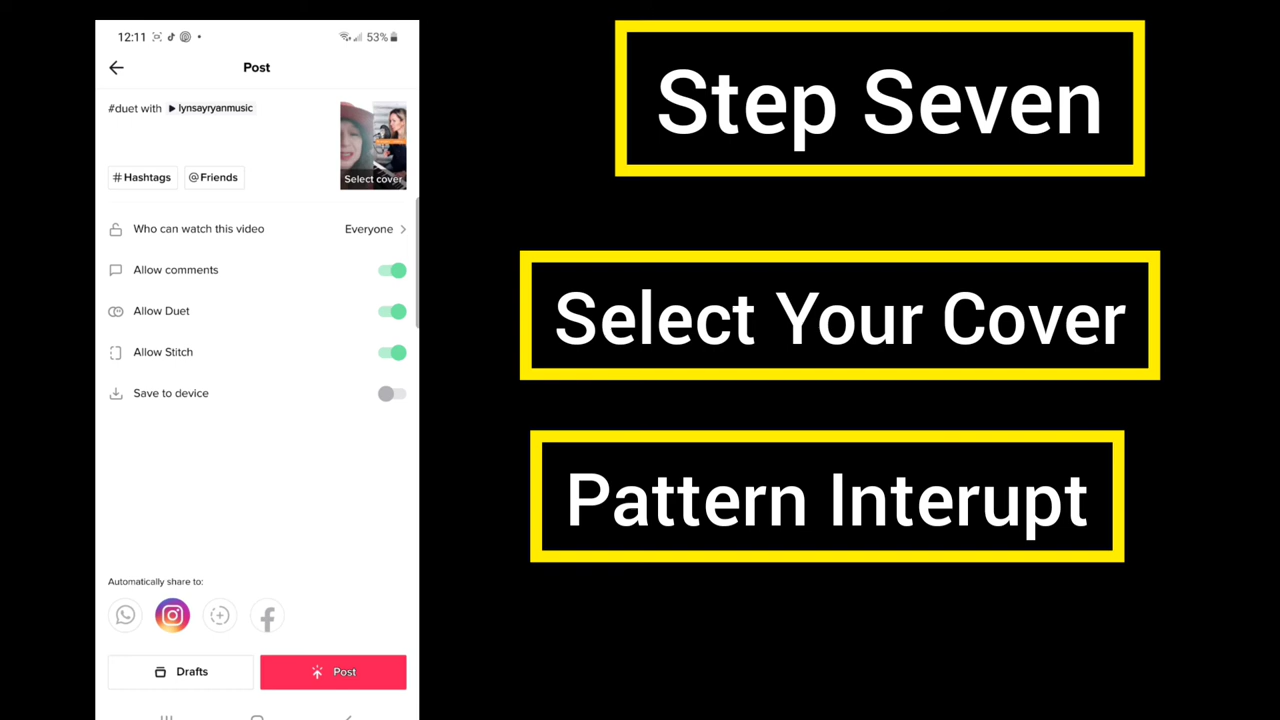 12:11
53%
Post
#duet with lynsayryanmusic
Select cover
# Hashtags @ Friends
Who can watch this video Everyone
Allow comments
Allow Duet
Allow Stitch
Save to device
Automatically share to:
Drafts Post
Step Seven
Select Your Cover
Pattern Interupt